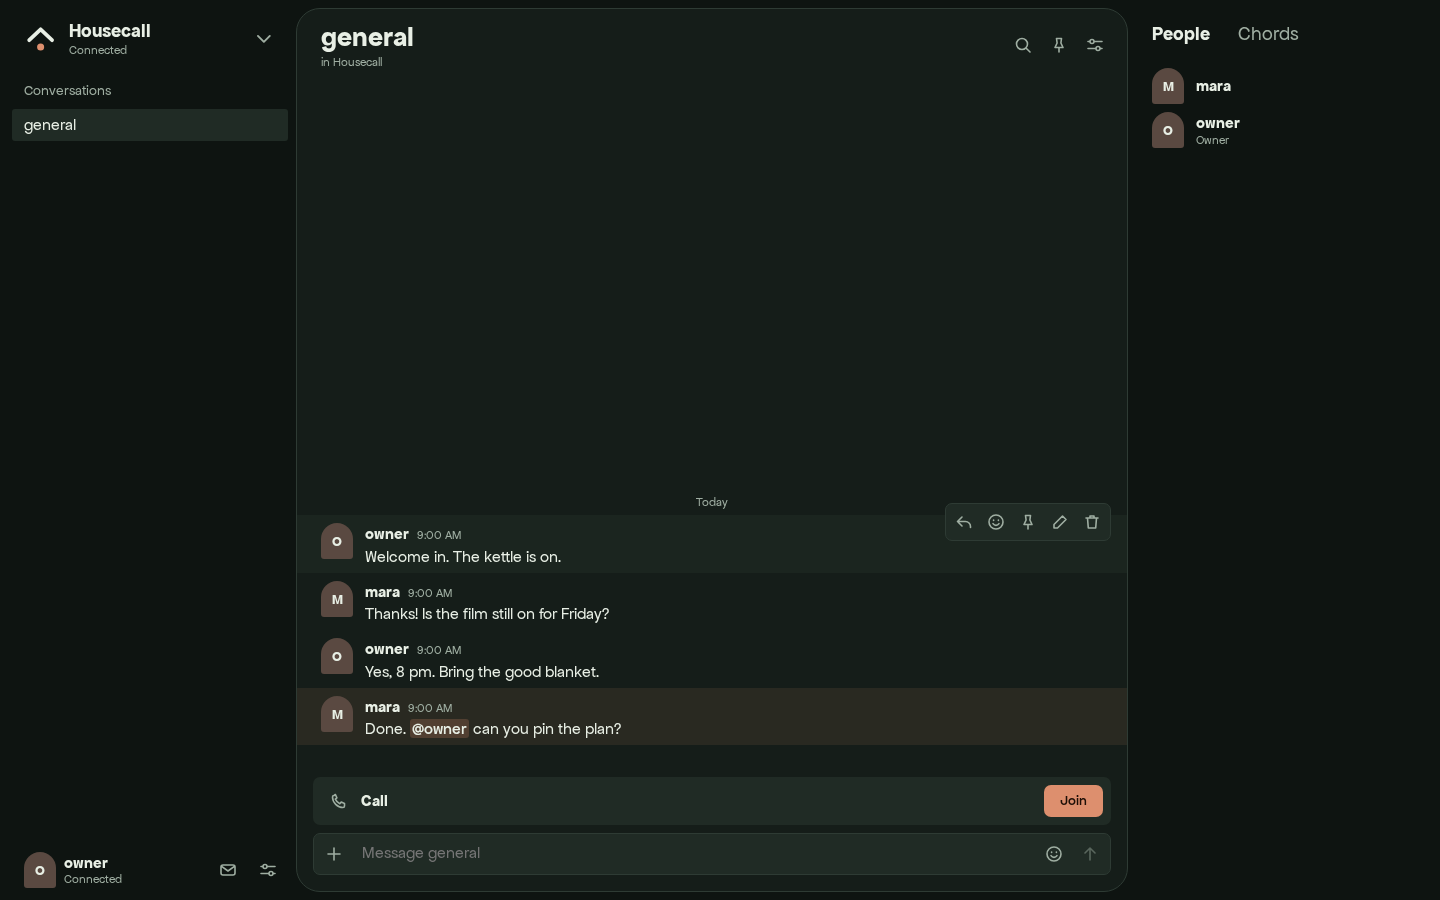 Housecall
Connected
Conversations
general
general
in Housecall
Today
O
owner 9:00 AM
Welcome in. The kettle is on.
M
mara 9:00 AM
Thanks! Is the film still on for Friday?
O
owner 9:00 AM
Yes, 8 pm. Bring the good blanket.
M
mara 9:00 AM
Done. @owner can you pin the plan?
Call
Join
Message general
O
owner
Connected
People Chords
M
mara
O
owner
Owner